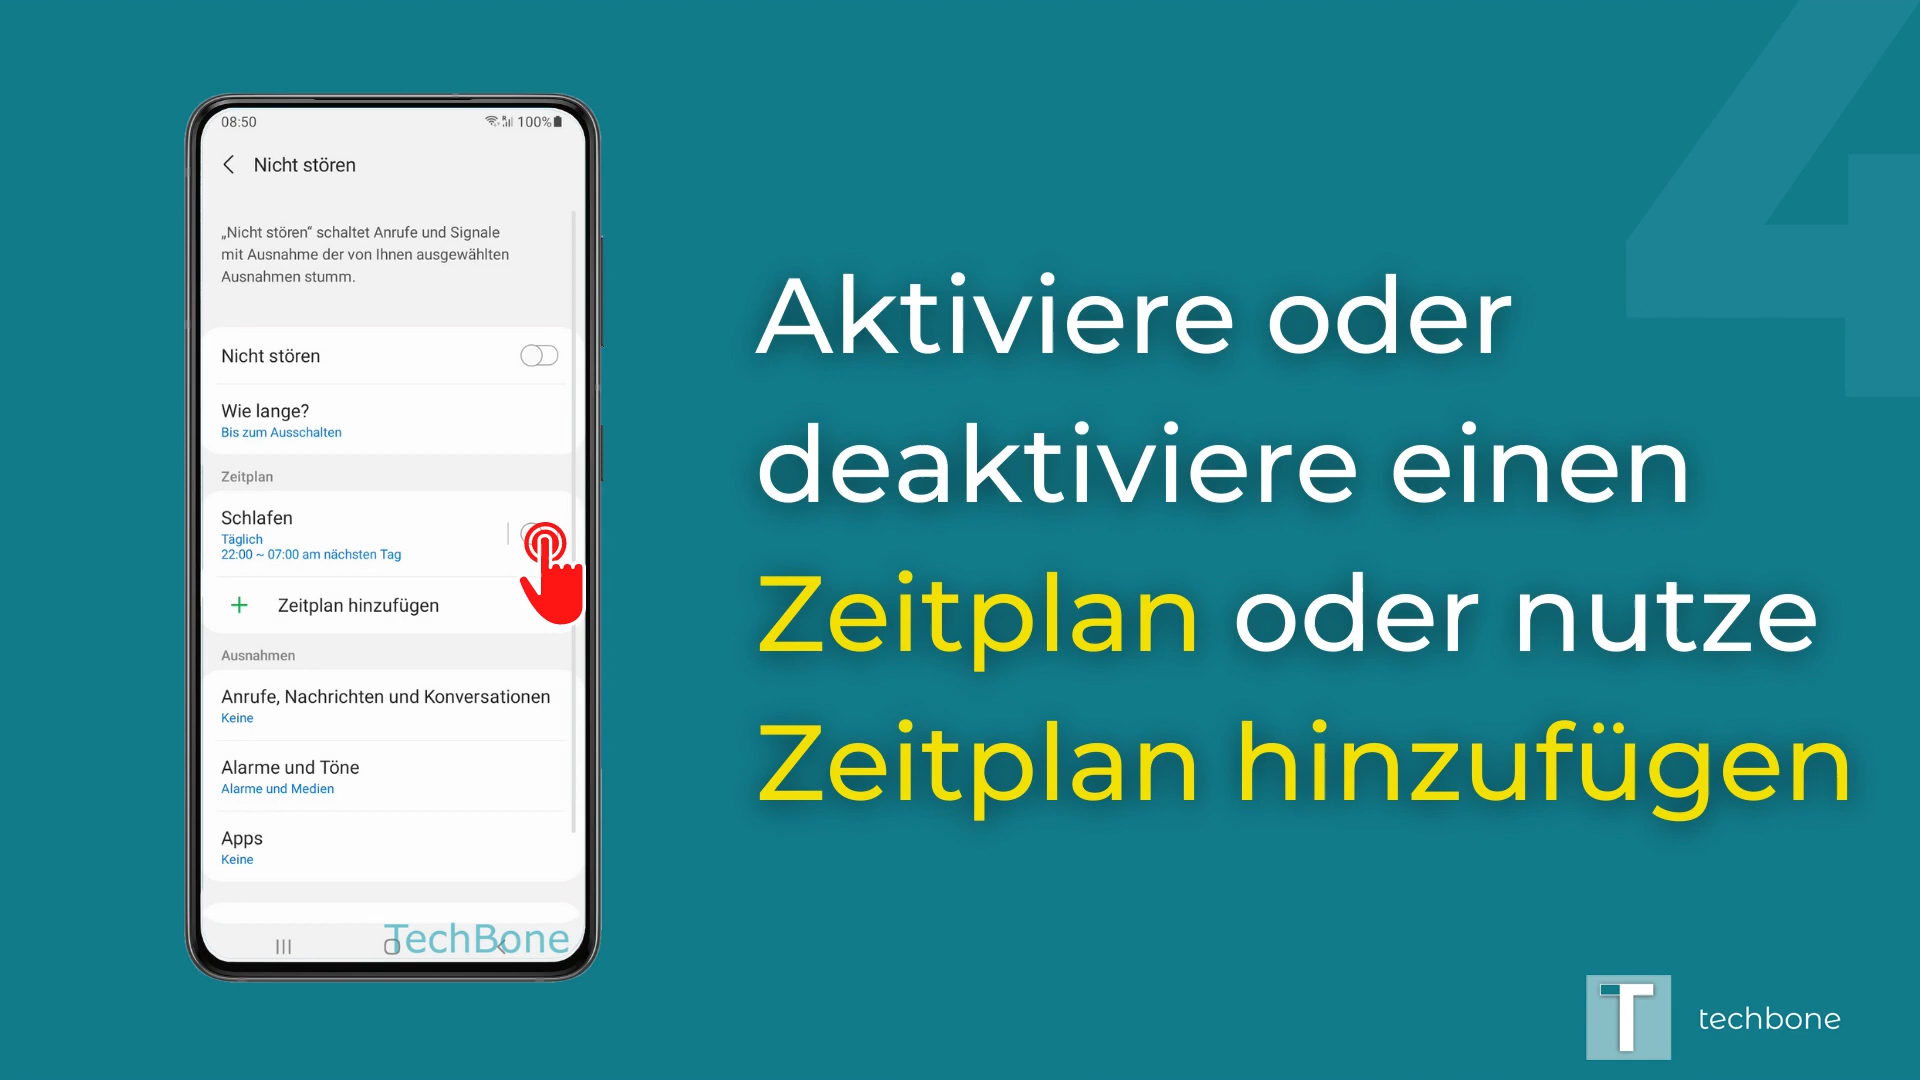 4
08:50
100%
Nicht stören
„Nicht stören“ schaltet Anrufe und Signale
mit Ausnahme der von Ihnen ausgewählten
Ausnahmen stumm.
Nicht stören
Wie lange?
Bis zum Ausschalten
Zeitplan
Schlafen
Täglich
22:00 ~ 07:00 am nächsten Tag
+ Zeitplan hinzufügen
Ausnahmen
Anrufe, Nachrichten und Konversationen
Keine
Alarme und Töne
Alarme und Medien
Apps
Keine
TechBone
Aktiviere oder
deaktiviere einen
Zeitplan oder nutze
Zeitplan hinzufügen
T
techbone